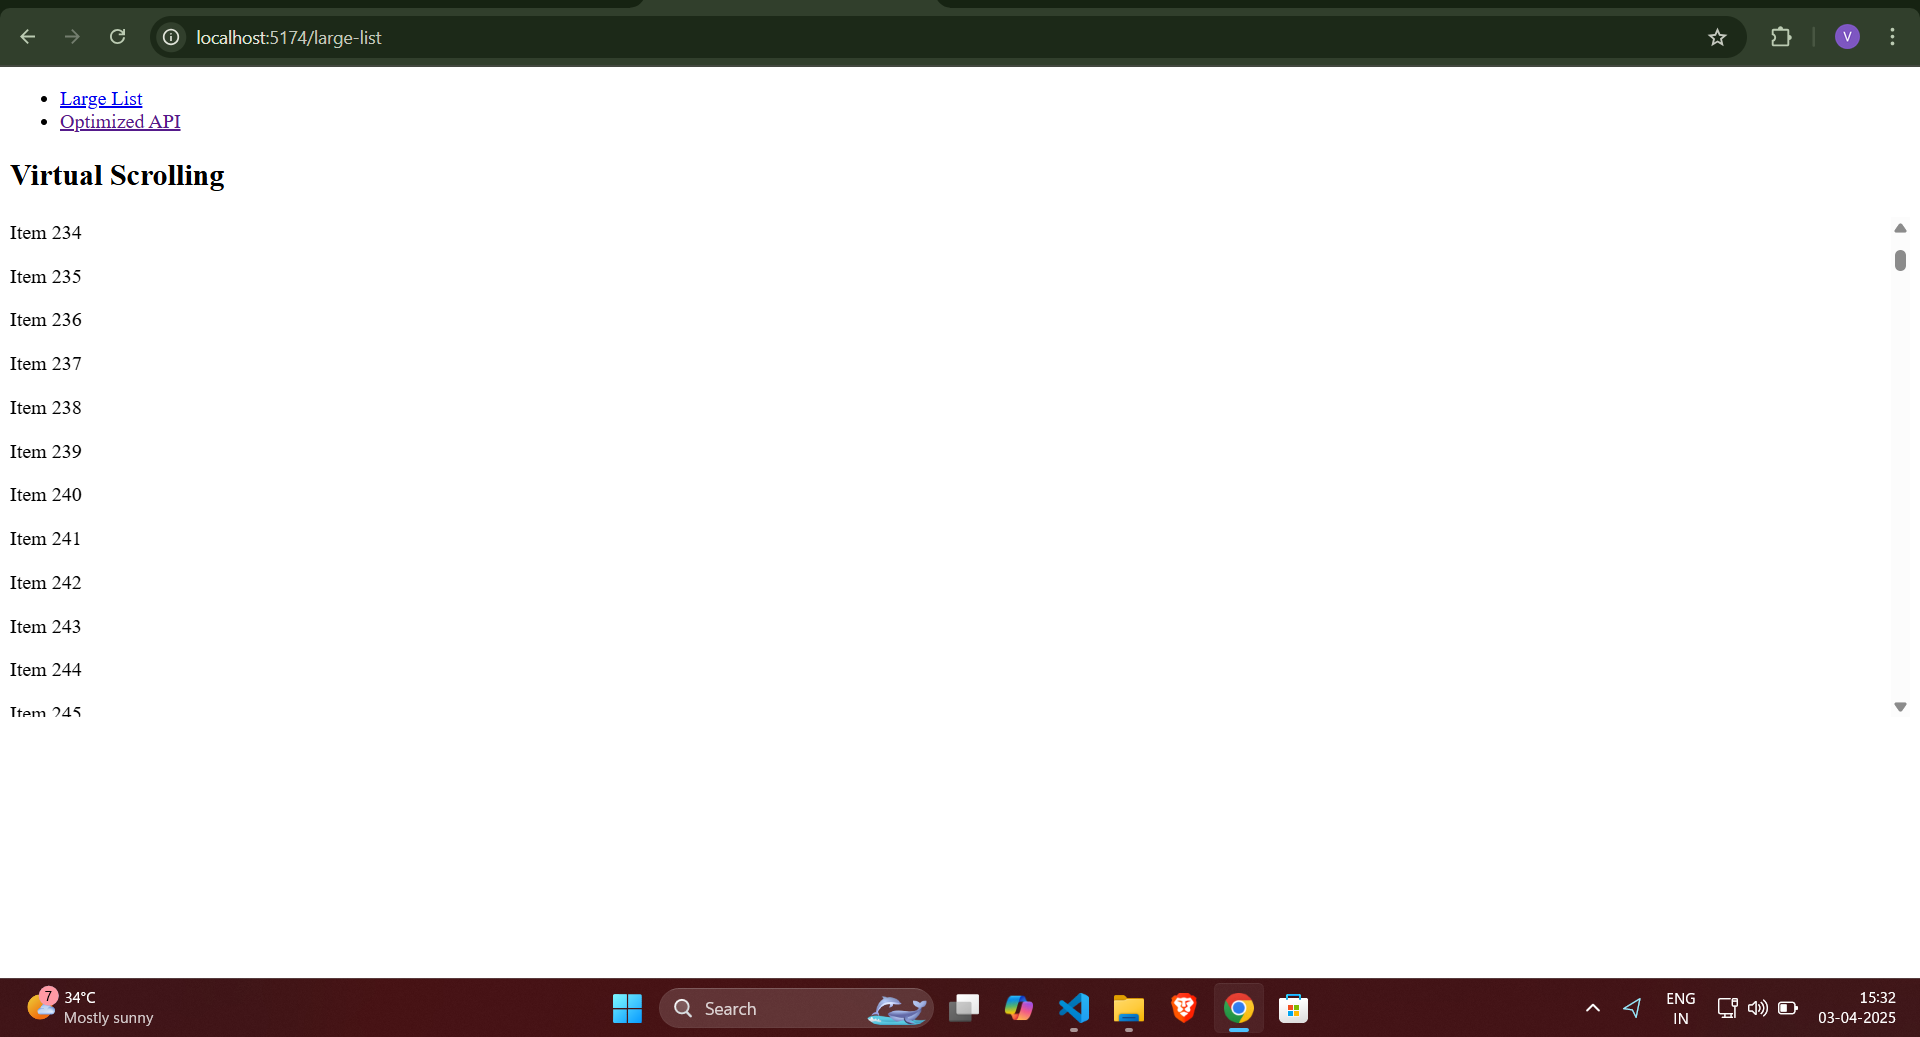 localhost:5174/large-list
V
Large List
Optimized API
Virtual Scrolling
Item 234
Item 235
Item 236
Item 237
Item 238
Item 239
Item 240
Item 241
Item 242
Item 243
Item 244
Item 245
7
34°C
Mostly sunny
Search
ENG
IN
15:32
03-04-2025